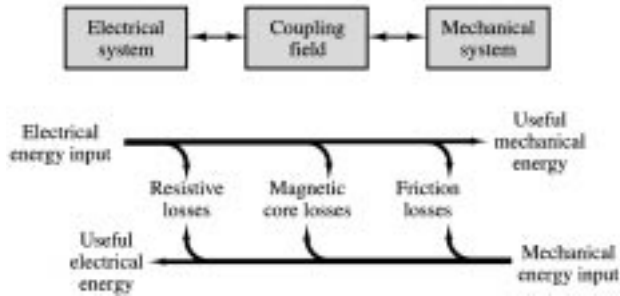 Electrical
system
Coupling
field
Mechanical
system
Electrical
energy input
Useful
mechanical
energy
Resistive
losses
Magnetic
core losses
Friction
losses
Useful
electrical
energy
Mechanical
energy input